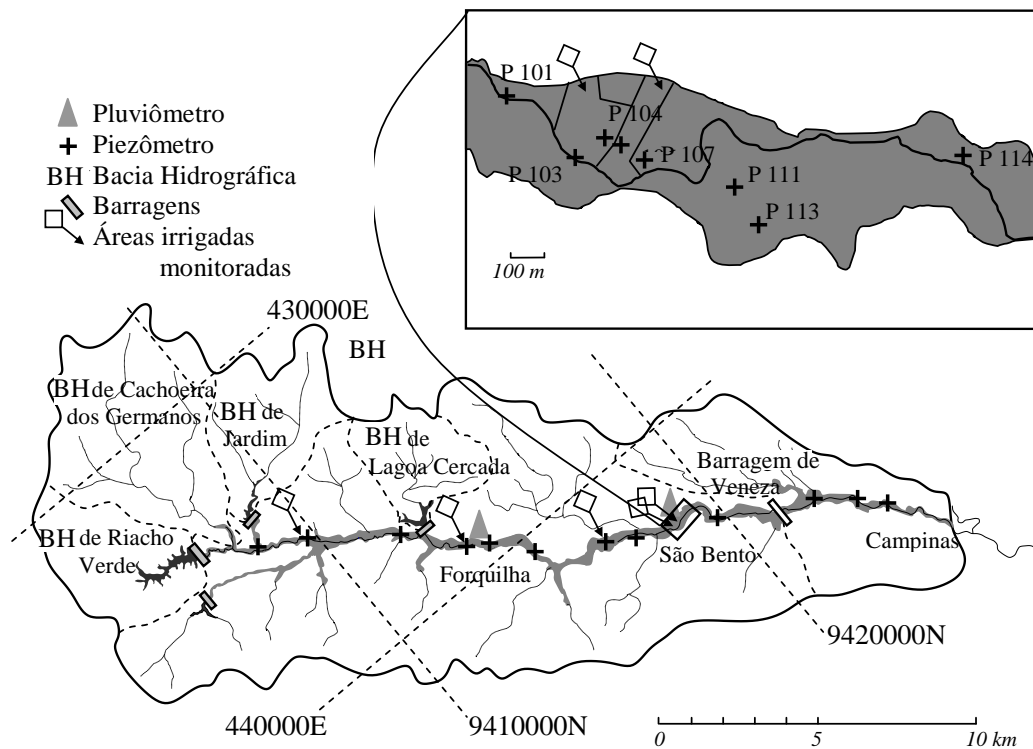 P 101
P 104
P 103
P 107
P 111
P 113
P 114
100 m
Pluviômetro
Piezômetro
BH Bacia Hidrográfica
Barragens
Áreas irrigadas
monitoradas
430000E
BH
BH de Cachoeira
dos Germanos
BH de
Jardim
BH de
Lagoa Cercada
Barragem de
Veneza
BH de Riacho
Verde
Forquilha
São Bento
Campinas
9420000N
440000E
9410000N
0
5
10 km